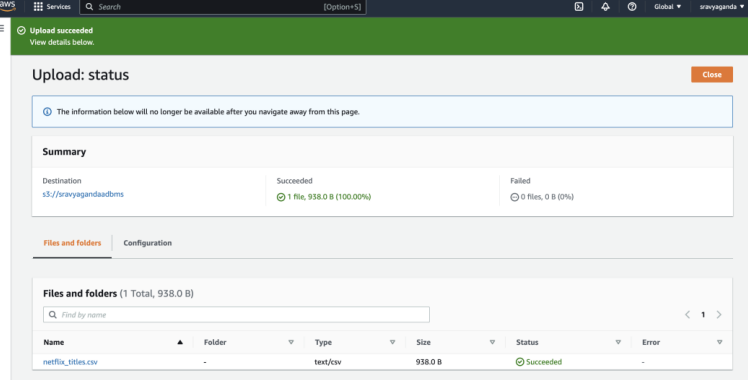 aws
Services
Search
[Option+S]
Global
sravyaganda
Upload succeeded
View details below.
Upload: status
Close
The information below will no longer be available after you navigate away from this page.
Summary
Destination
s3://sravyagandaadbms
Succeeded
1 file, 938.0 B (100.00%)
Failed
0 files, 0 B (0%)
Files and folders
Configuration
Files and folders (1 Total, 938.0 B)
Find by name
1
Name Folder Type Size Status Error
netflix_titles.csv - text/csv 938.0 B Succeeded -